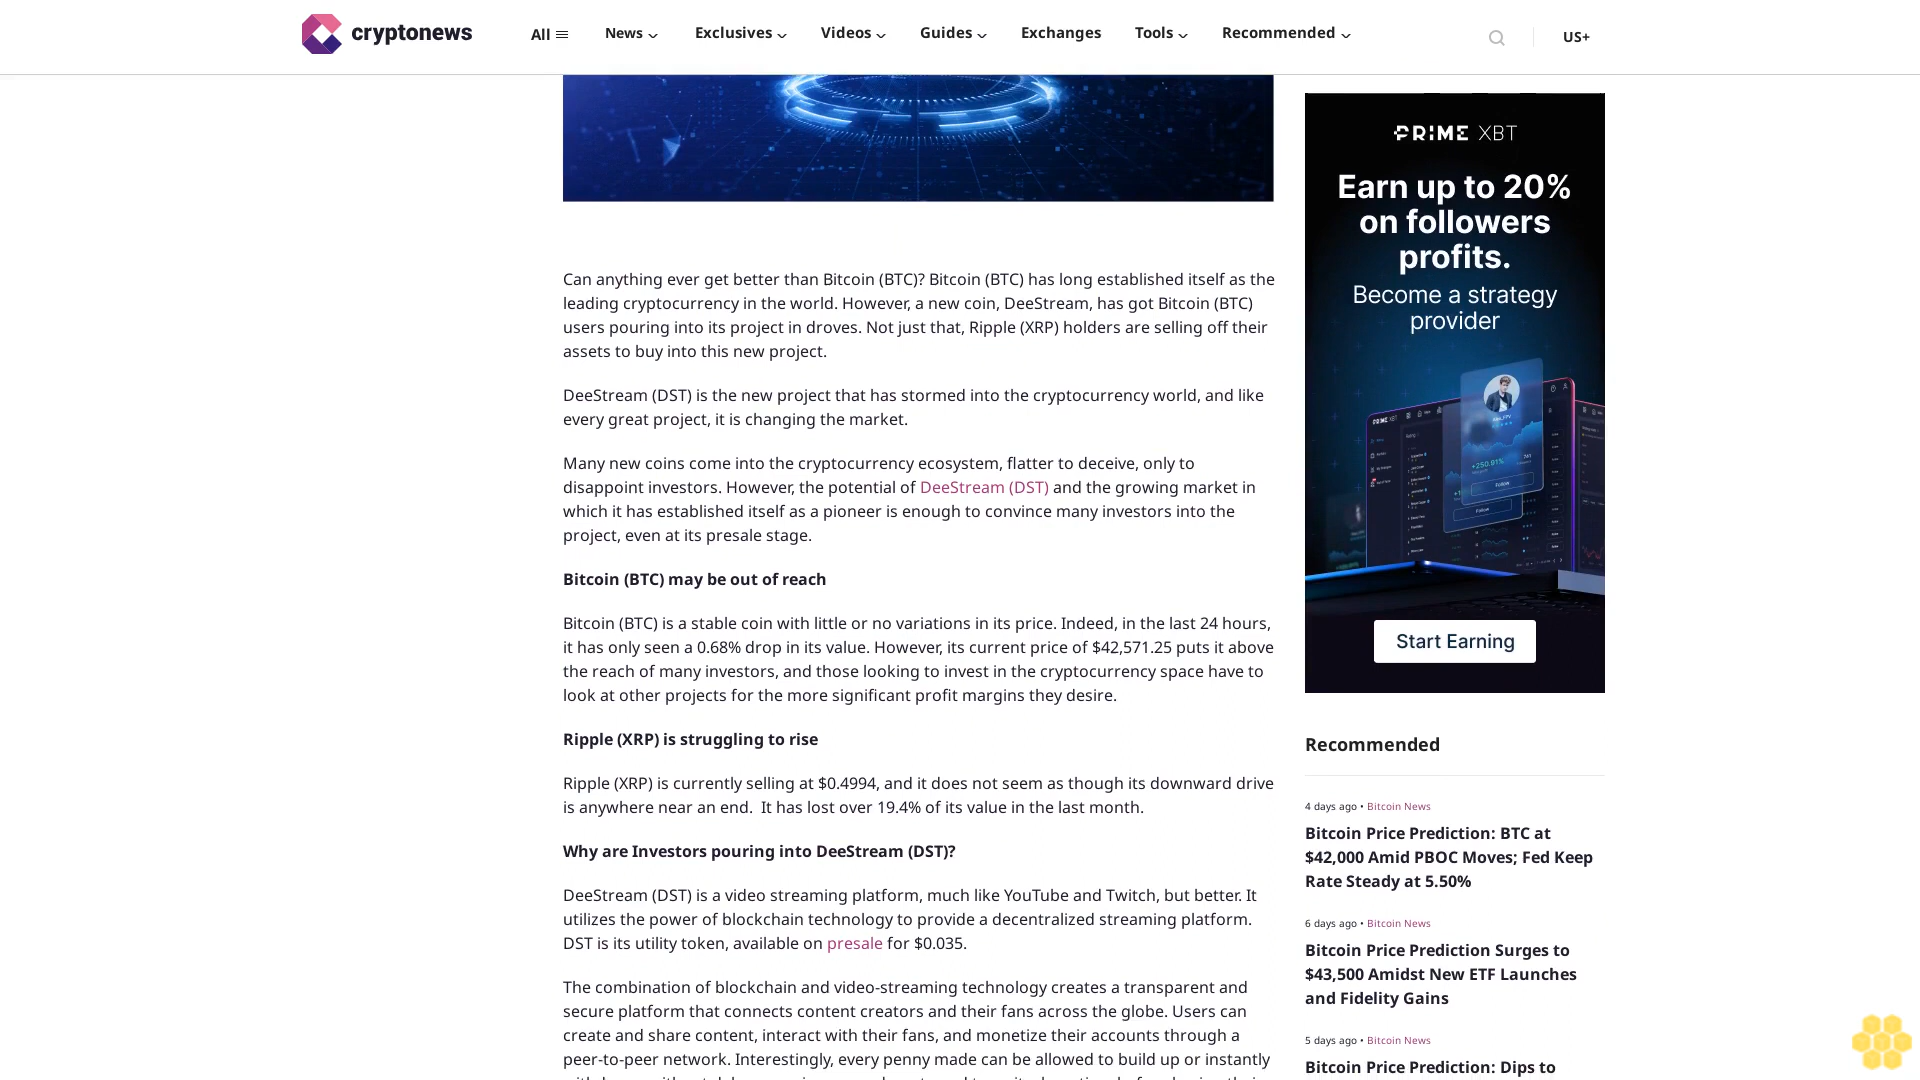 cryptonews
All
News
Exclusives
Videos
Guides
Exchanges
Tools
Recommended
US+
Can anything ever get better than Bitcoin (BTC)? Bitcoin (BTC) has long established itself as the
leading cryptocurrency in the world. However, a new coin, DeeStream, has got Bitcoin (BTC)
users pouring into its project in droves. Not just that, Ripple (XRP) holders are selling off their
assets to buy into this new project.
DeeStream (DST) is the new project that has stormed into the cryptocurrency world, and like
every great project, it is changing the market.
Many new coins come into the cryptocurrency ecosystem, flatter to deceive, only to
disappoint investors. However, the potential of DeeStream (DST) and the growing market in
which it has established itself as a pioneer is enough to convince many investors into the
project, even at its presale stage.
Bitcoin (BTC) may be out of reach
Bitcoin (BTC) is a stable coin with little or no variations in its price. Indeed, in the last 24 hours,
it has only seen a 0.68% drop in its value. However, its current price of $42,571.25 puts it above
the reach of many investors, and those looking to invest in the cryptocurrency space have to
look at other projects for the more significant profit margins they desire.
Ripple (XRP) is struggling to rise
Ripple (XRP) is currently selling at $0.4994, and it does not seem as though its downward drive
is anywhere near an end.  It has lost over 19.4% of its value in the last month.
Why are Investors pouring into DeeStream (DST)?
DeeStream (DST) is a video streaming platform, much like YouTube and Twitch, but better. It
utilizes the power of blockchain technology to provide a decentralized streaming platform.
DST is its utility token, available on presale for $0.035.
The combination of blockchain and video-streaming technology creates a transparent and
secure platform that connects content creators and their fans across the globe. Users can
create and share content, interact with their fans, and monetize their accounts through a
peer-to-peer network. Interestingly, every penny made can be allowed to build up or instantly
PRIME XBT
Earn up to 20%
on followers
profits.
Become a strategy
provider
PRIME XBT
+250.91%
Follow
Follow
Start Earning
Recommended
4 days ago • Bitcoin News
Bitcoin Price Prediction: BTC at
$42,000 Amid PBOC Moves; Fed Keep
Rate Steady at 5.50%
6 days ago • Bitcoin News
Bitcoin Price Prediction Surges to
$43,500 Amidst New ETF Launches
and Fidelity Gains
5 days ago • Bitcoin News
Bitcoin Price Prediction: Dips to